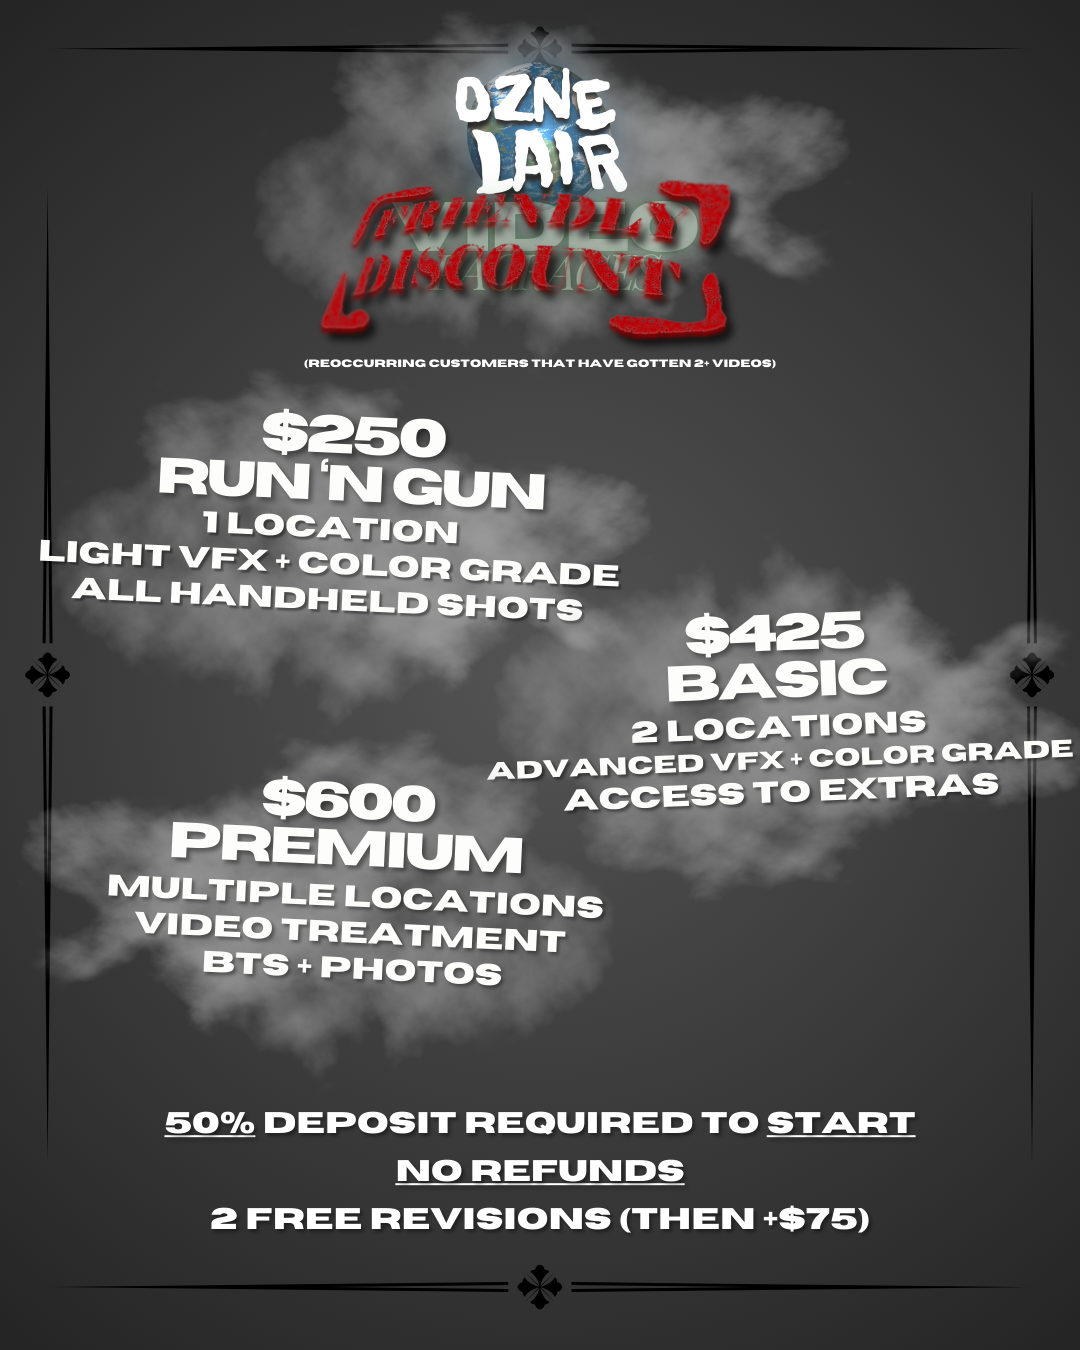 OZNE
LAIR
VIDEO
PACKAGES
FRIENDLY
DISCOUNT
(REOCCURRING CUSTOMERS THAT HAVE GOTTEN 2+ VIDEOS)
$250
RUN 'N GUN
1 LOCATION
LIGHT VFX + COLOR GRADE
ALL HANDHELD SHOTS
$425
BASIC
2 LOCATIONS
ADVANCED VFX + COLOR GRADE
ACCESS TO EXTRAS
$600
PREMIUM
MULTIPLE LOCATIONS
VIDEO TREATMENT
BTS + PHOTOS
50% DEPOSIT REQUIRED TO START
NO REFUNDS
2 FREE REVISIONS (THEN +$75)